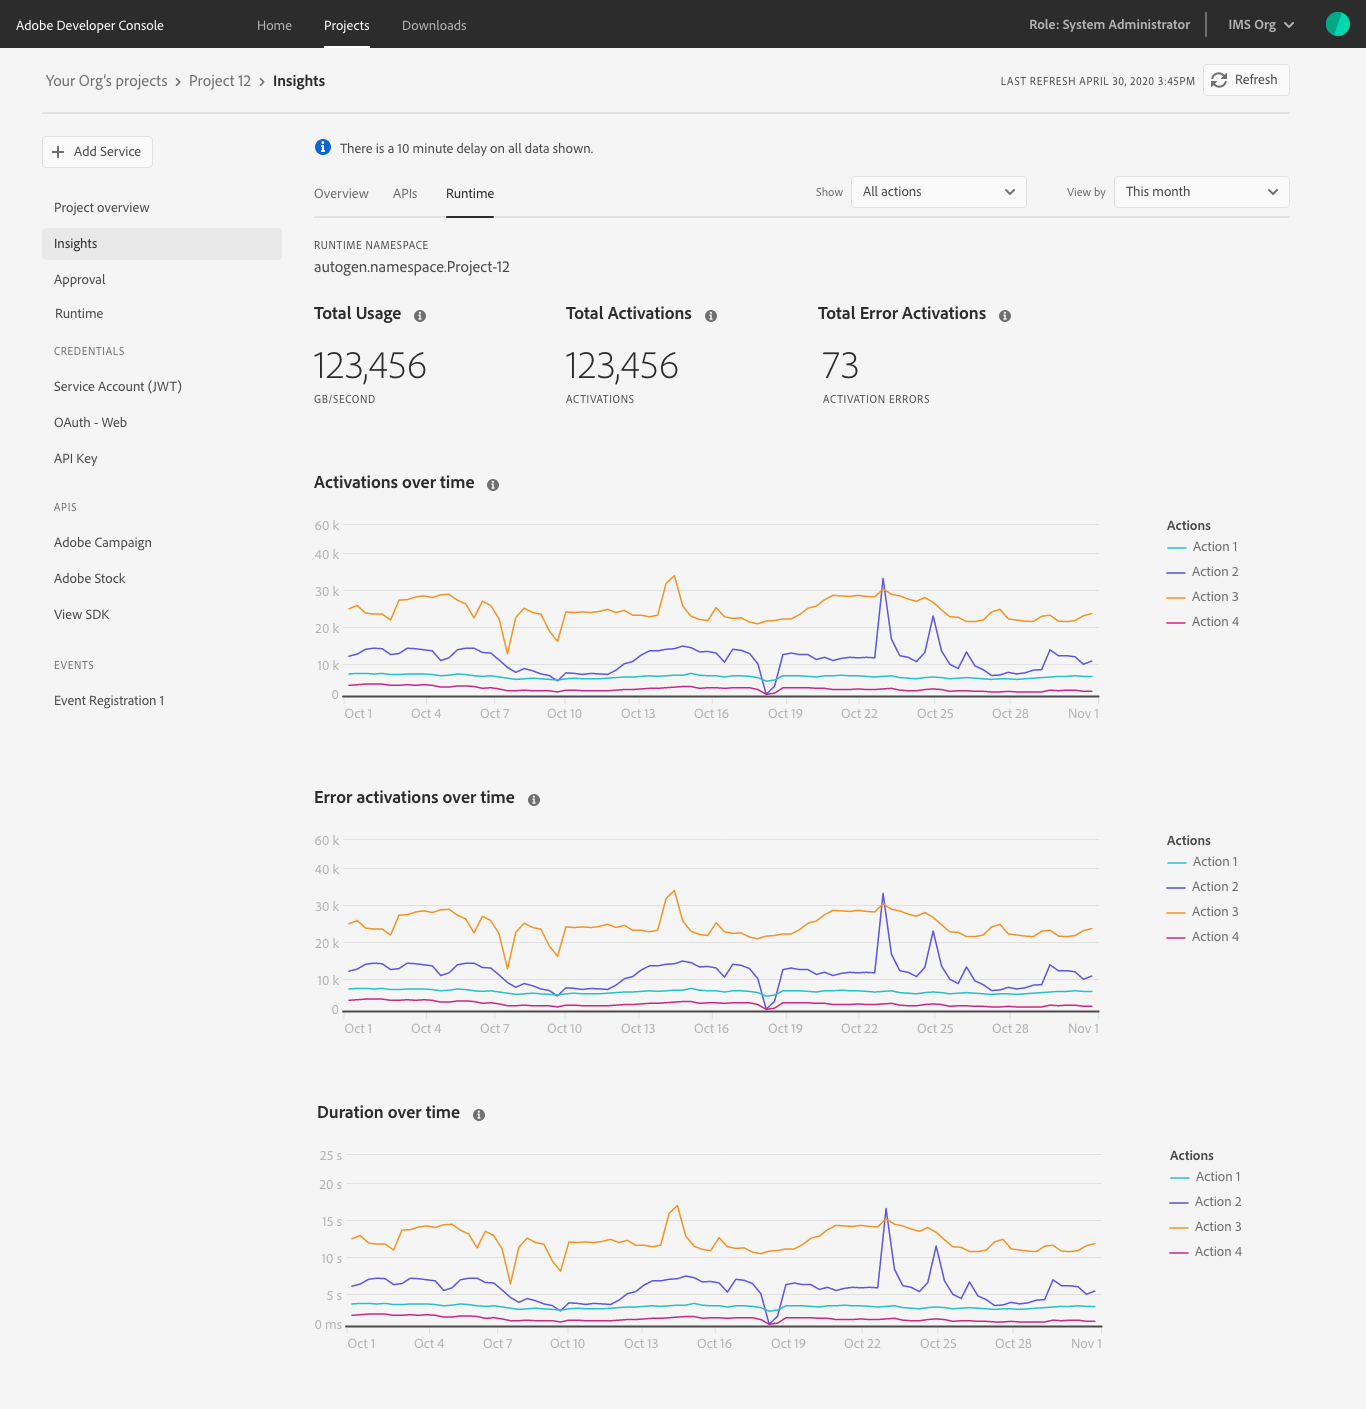 Adobe Developer Console Home Projects Downloads Role: System Administrator IMS Org
Your Org's projects › Project 12 › Insights LAST REFRESH APRIL 30, 2020 3:45PM Refresh
Add Service
Project overview
Insights
Approval
Runtime
CREDENTIALS
Service Account (JWT)
OAuth - Web
API Key
APIS
Adobe Campaign
Adobe Stock
View SDK
EVENTS
Event Registration 1
There is a 10 minute delay on all data shown.
Overview APIs Runtime Show All actions View by This month
RUNTIME NAMESPACE
autogen.namespace.Project-12
Total Usage Total Activations Total Error Activations
123,456 123,456 73
GB/SECOND ACTIVATIONS ACTIVATION ERRORS
Activations over time
60 k
40 k
30 k
20 k
10 k
0
Oct 1 Oct 4 Oct 7 Oct 10 Oct 13 Oct 16 Oct 19 Oct 22 Oct 25 Oct 28 Nov 1
Actions
Action 1
Action 2
Action 3
Action 4
Error activations over time
60 k
40 k
30 k
20 k
10 k
0
Oct 1 Oct 4 Oct 7 Oct 10 Oct 13 Oct 16 Oct 19 Oct 22 Oct 25 Oct 28 Nov 1
Actions
Action 1
Action 2
Action 3
Action 4
Duration over time
25 s
20 s
15 s
10 s
5 s
0 ms
Oct 1 Oct 4 Oct 7 Oct 10 Oct 13 Oct 16 Oct 19 Oct 22 Oct 25 Oct 28 Nov 1
Actions
Action 1
Action 2
Action 3
Action 4